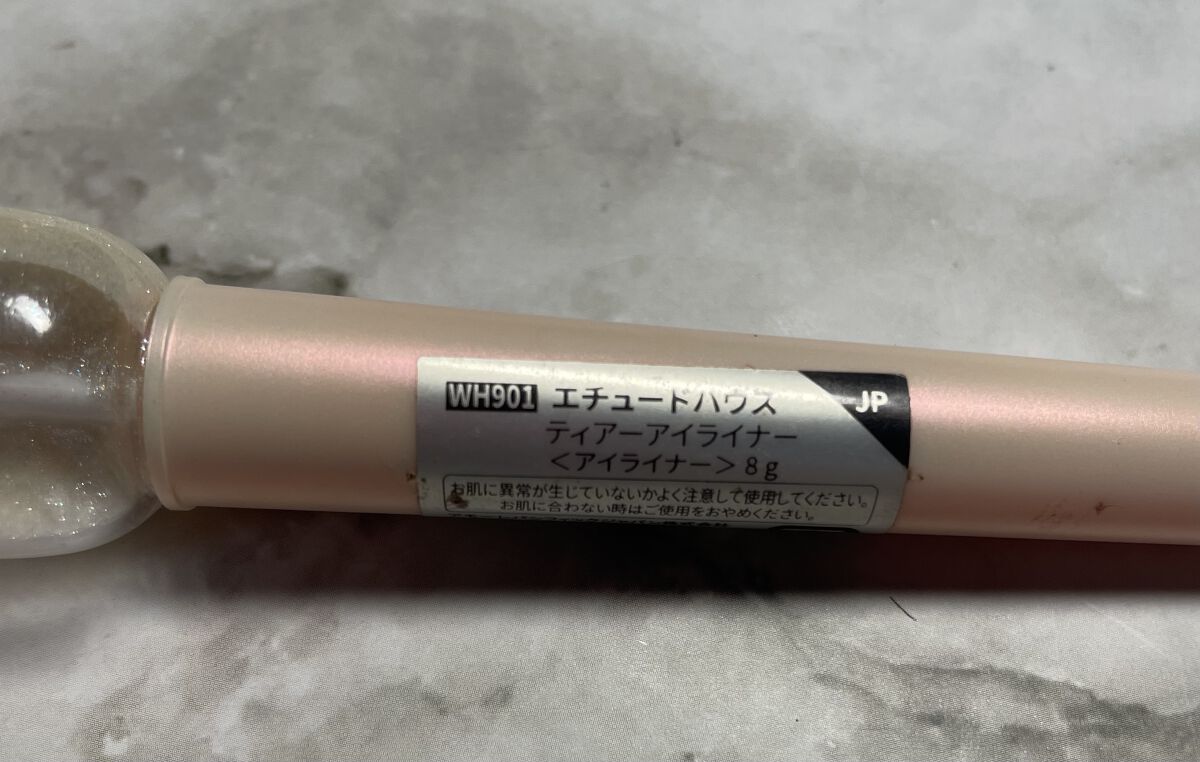 WH901 エチュードハウス JP
ティアーアイライナー
<アイライナー> 8g
お肌に異常が生じていないかよく注意して使用してください。
お肌に合わない時はご使用をおやめください。